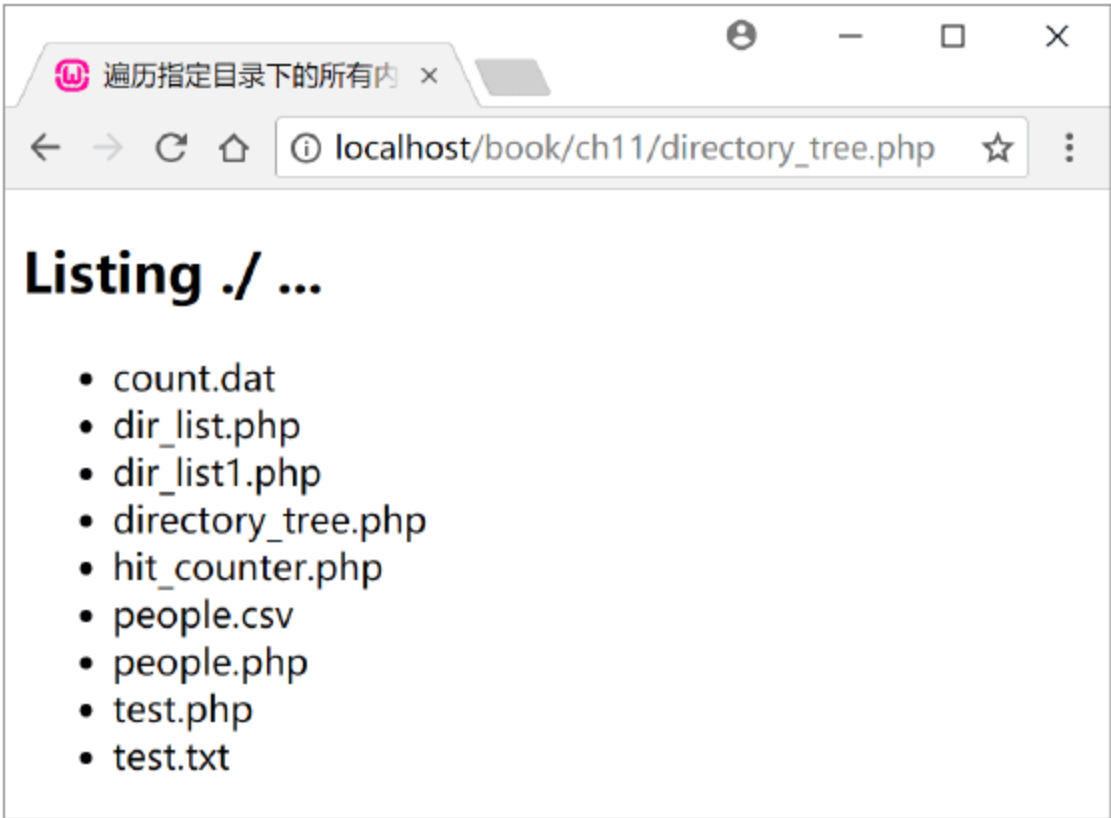 遍历指定目录下的所有内
localhost/book/ch11/directory_tree.php
Listing ./ ...
count.dat
dir_list.php
dir_list1.php
directory_tree.php
hit_counter.php
people.csv
people.php
test.php
test.txt